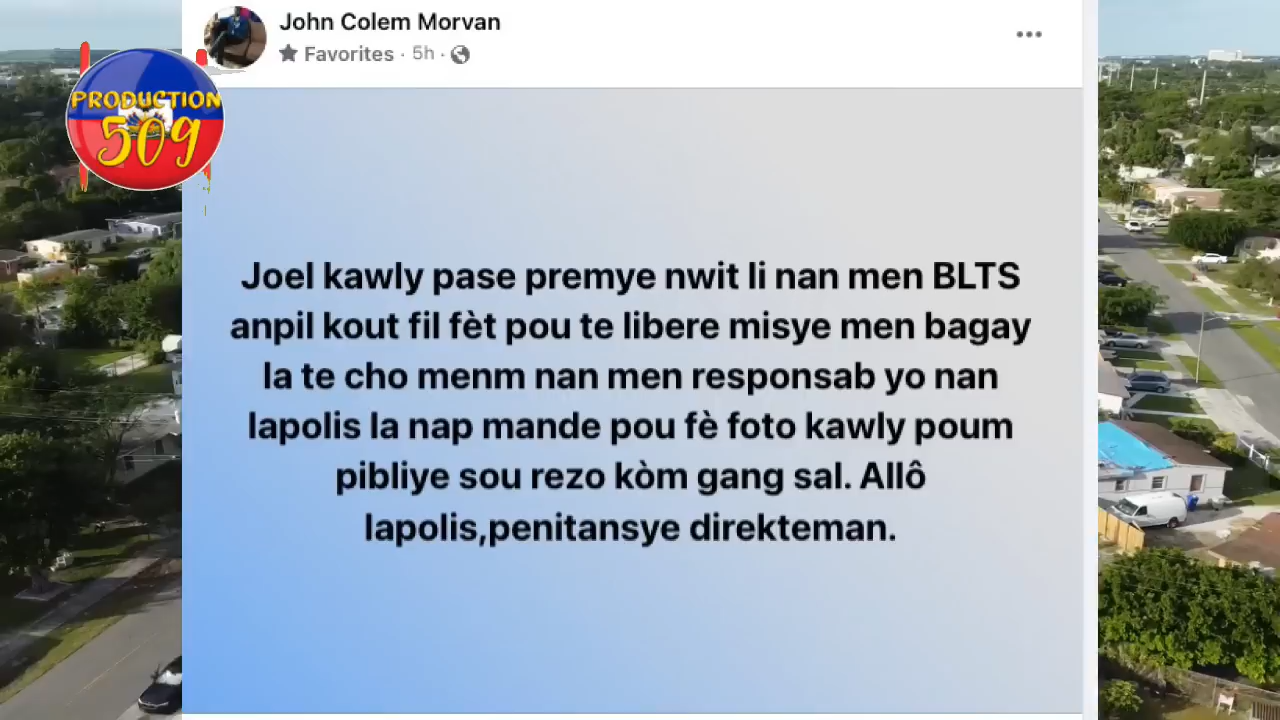 John Colem Morvan
Favorites · 5h ·
PRODUCTION
509
Joel kawly pase premye nwit li nan men BLTS
anpil kout fil fèt pou te libere misye men bagay
la te cho menm nan men responsab yo nan
lapolis la nap mande pou fè foto kawly poum
pibliye sou rezo kòm gang sal. Allô
lapolis,penitansye direkteman.